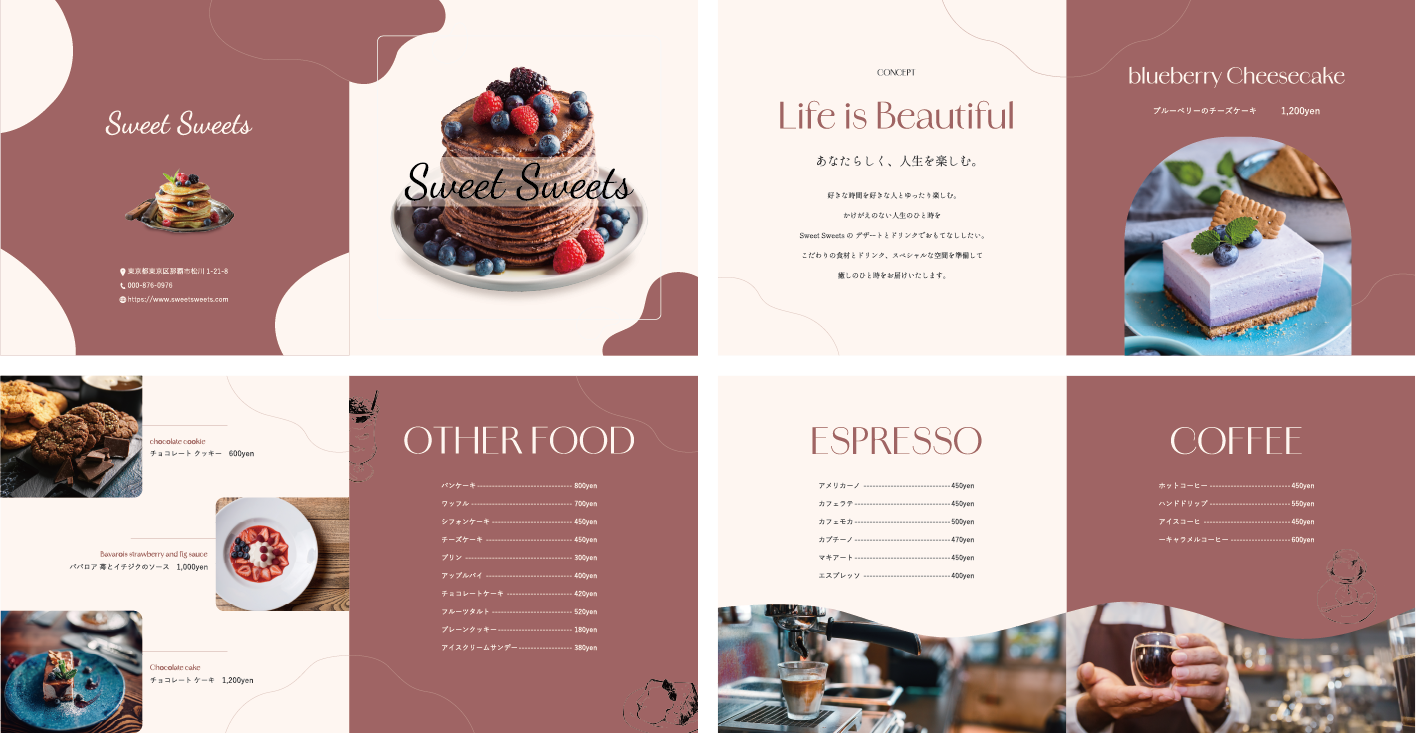 Sweet Sweets
東京都東京区那覇市松川 1-21-8
000-876-0976
https://www.sweetsweets.com
Sweet Sweets
CONCEPT
Life is Beautiful
あなたらしく、人生を楽しむ。
好きな時間を好きな人とゆったり楽しむ。
かけがえのない人生のひと時を
Sweet Sweets の デザートとドリンクでおもてなししたい。
こだわりの食材とドリンク、スペシャルな空間を準備して
癒しのひと時をお届けいたします。
blueberry Cheesecake
ブルーベリーのチーズケーキ 1,200yen
chocolate cookie
チョコレート クッキー 600yen
Bavarois strawberry and fig sauce
ババロア 苺とイチジクのソース 1,000yen
Chocolate cake
チョコレート ケーキ 1,200yen
OTHER FOOD
パンケーキ ------------------------ 800yen
ワッフル -------------------------- 700yen
シフォンケーキ --------------------- 450yen
チーズケーキ ----------------------- 450yen
プリン ---------------------------- 300yen
アップルパイ ----------------------- 400yen
チョコレートケーキ ----------------- 420yen
フルーツタルト --------------------- 520yen
プレーンクッキー ------------------- 180yen
アイスクリームサンデー -------------- 380yen
ESPRESSO
アメリカーノ ----------------------450yen
カフェラテ ------------------------450yen
カフェモカ ------------------------500yen
カプチーノ ------------------------470yen
マキアート ------------------------450yen
エスプレッソ ----------------------400yen
COFFEE
ホットコーヒー --------------------450yen
ハンドドリップ --------------------550yen
アイスコーヒ ----------------------450yen
ーキャラメルコーヒー ---------------600yen